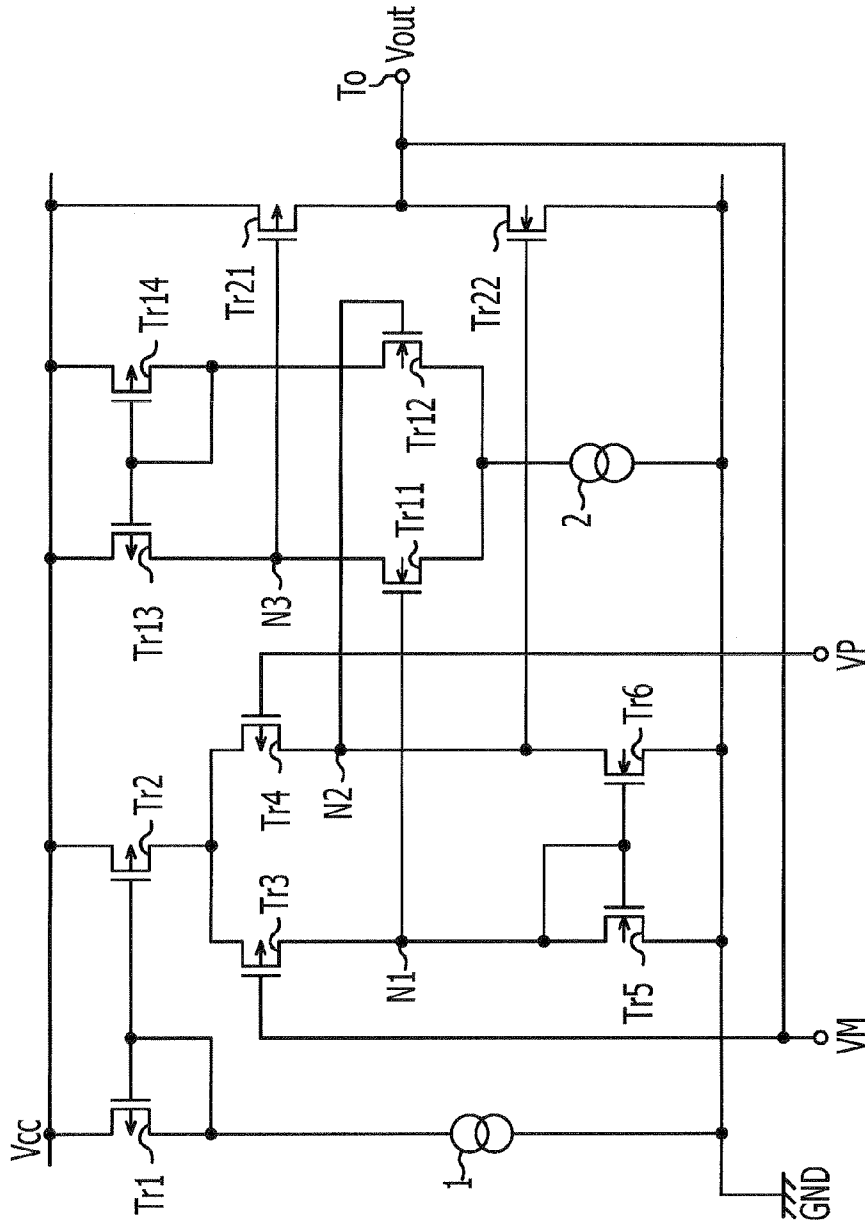 Vcc
Tr1
1
GND
Tr2
Tr3
Tr4
N1
N2
Tr5
Tr6
VM
VP
Tr13
Tr14
N3
Tr11
Tr12
2
Tr21
Tr22
To
Vout